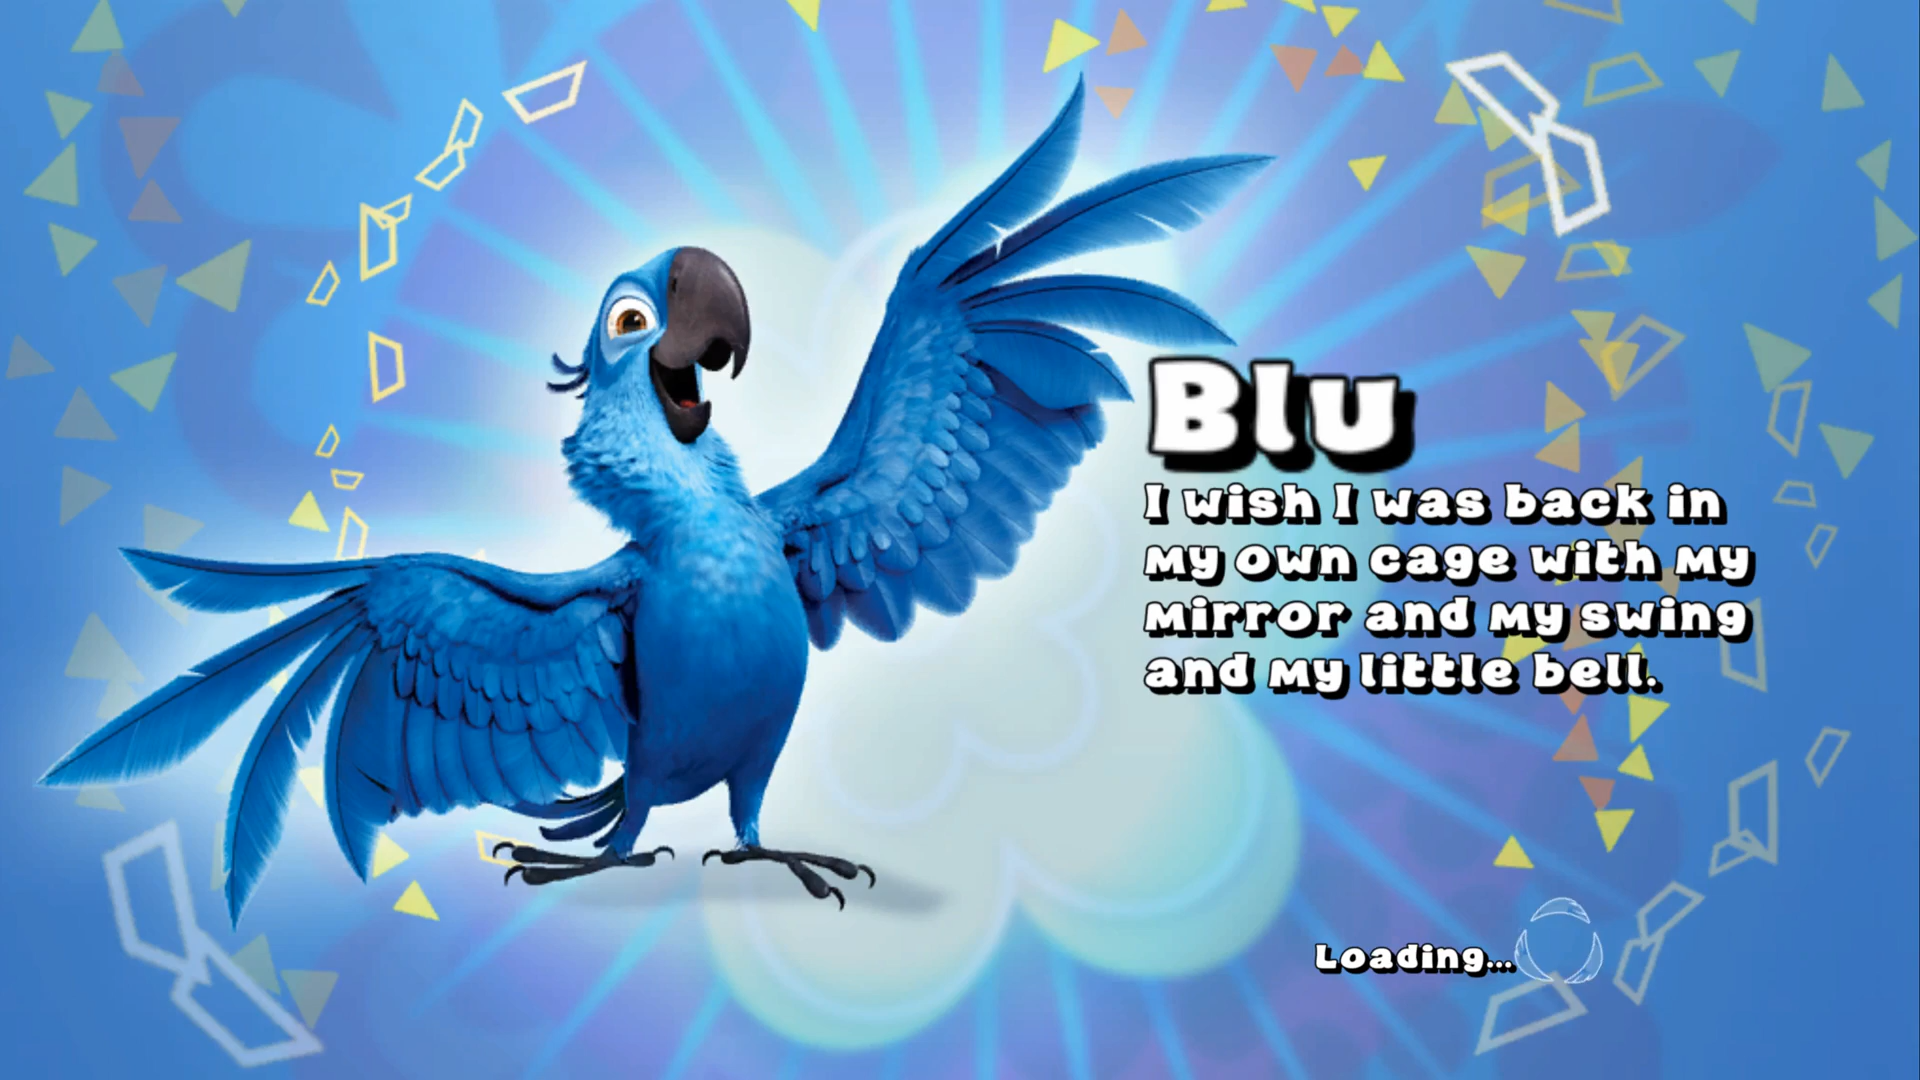 Blu
I wish I was back in
my own cage with my
mirror and my swing
and my little bell.
Loading...